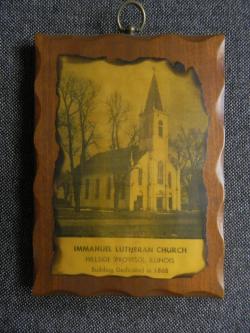 IMMANUEL LUTHERAN CHURCH
HILLSIDE (PROVISO), ILLINOIS
Building Dedicated in 1868